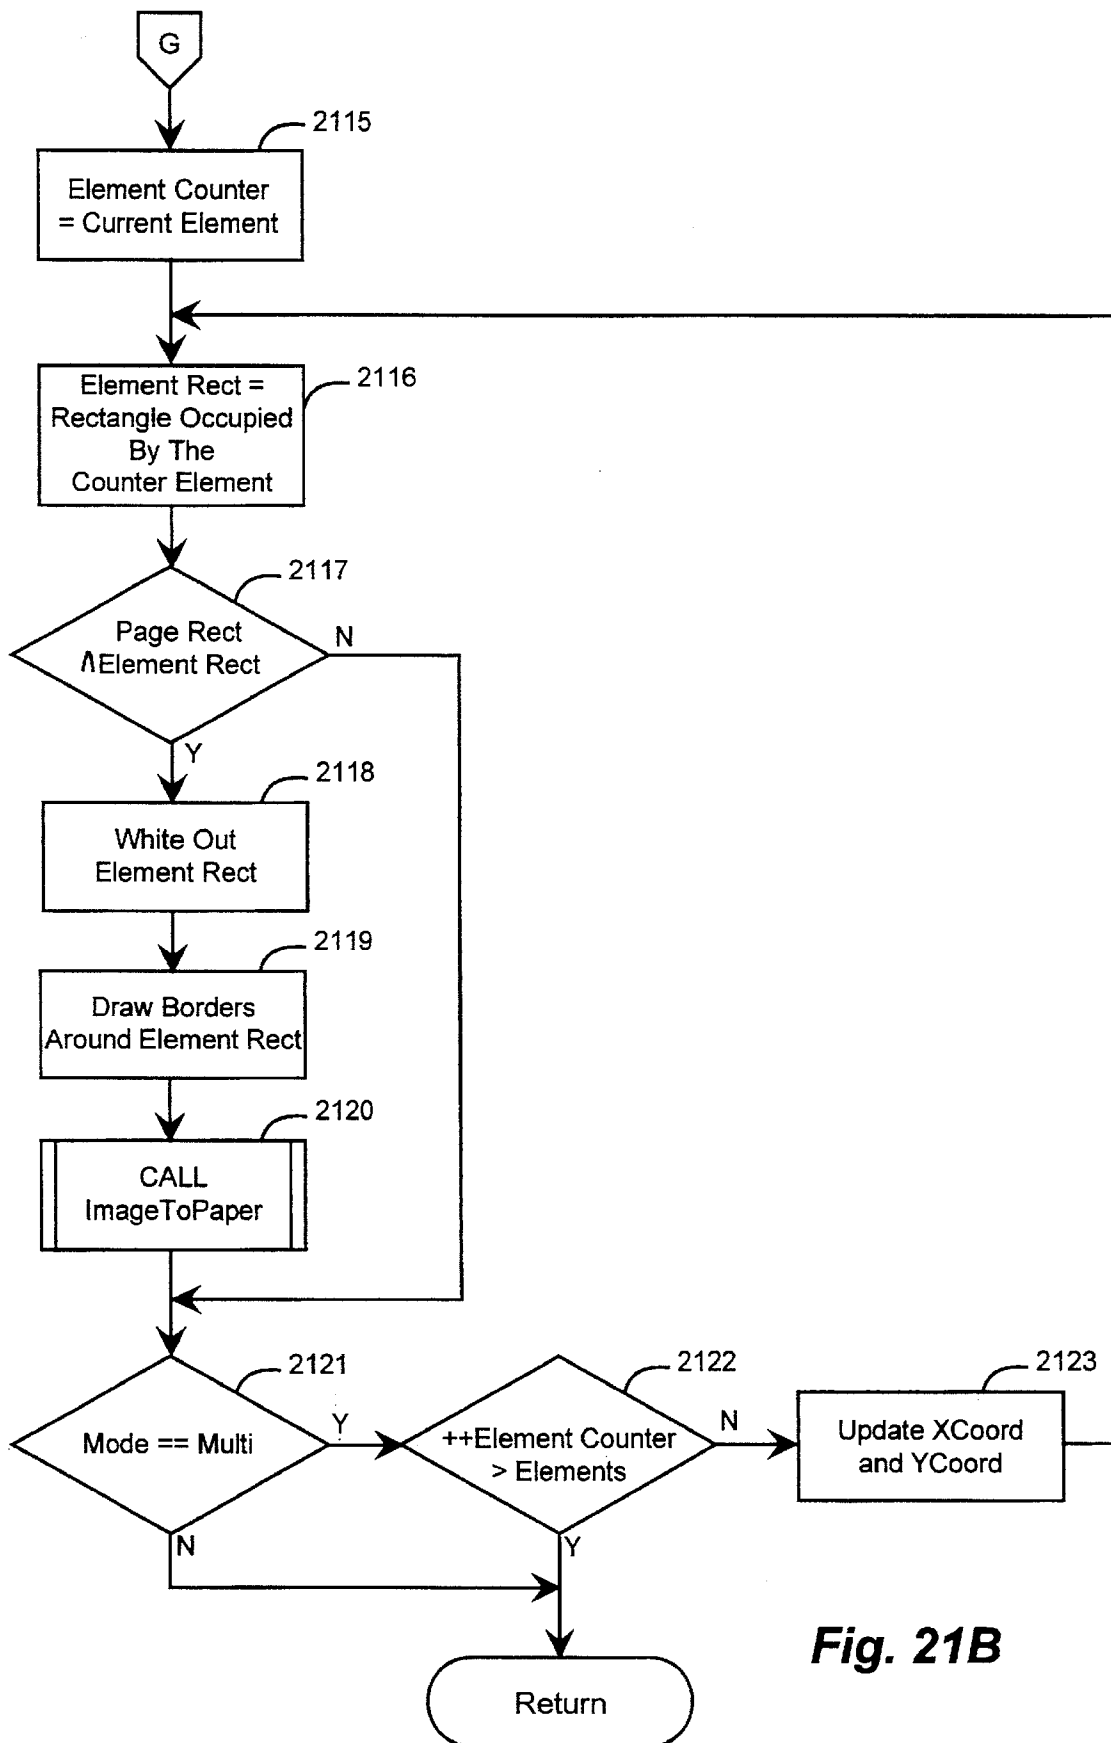 G
2115
Element Counter
= Current Element
2116
Element Rect =
Rectangle Occupied
By The
Counter Element
2117
Page Rect
∧Element Rect
N
Y
2118
White Out
Element Rect
2119
Draw Borders
Around Element Rect
2120
CALL
ImageToPaper
2121
Mode == Multi
Y
N
2122
++Element Counter
> Elements
N
Y
2123
Update XCoord
and YCoord
Return
Fig. 21B